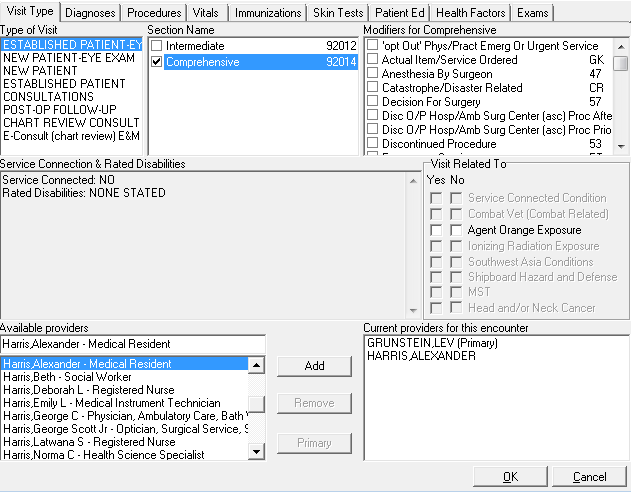 Visit Type Diagnoses Procedures Vitals Immunizations Skin Tests Patient Ed Health Factors Exams
Type of Visit
ESTABLISHED PATIENT-EY
NEW PATIENT-EYE EXAM
NEW PATIENT
ESTABLISHED PATIENT
CONSULTATIONS
POST-OP FOLLOW-UP
CHART REVIEW CONSULT
E-Consult (chart review) E&M
Section Name
Intermediate 92012
Comprehensive 92014
Modifiers for Comprehensive
'opt Out' Phys/Pract Emerg Or Urgent Service
Actual Item/Service Ordered GK
Anesthesia By Surgeon 47
Catastrophe/Disaster Related CR
Decision For Surgery 57
Disc O/P Hosp/Amb Surg Center (asc) Proc Afte
Disc O/P Hosp/Amb Surg Center (asc) Proc Prior
Discontinued Procedure 53
Service Connection & Rated Disabilities
Service Connected: NO
Rated Disabilities: NONE STATED
Visit Related To
Yes No
Service Connected Condition
Combat Vet (Combat Related)
Agent Orange Exposure
Ionizing Radiation Exposure
Southwest Asia Conditions
Shipboard Hazard and Defense
MST
Head and/or Neck Cancer
Available providers
Harris,Alexander - Medical Resident
Harris,Alexander - Medical Resident
Harris,Beth - Social Worker
Harris,Deborah L - Registered Nurse
Harris,Emily L - Medical Instrument Technician
Harris,George C - Physician, Ambulatory Care, Bath
Harris,George Scott Jr - Optician, Surgical Service, S
Harris,Latwana S - Registered Nurse
Harris,Norma C - Health Science Specialist
Add
Remove
Primary
Current providers for this encounter
GRUNSTEIN,LEV (Primary)
HARRIS,ALEXANDER
OK Cancel